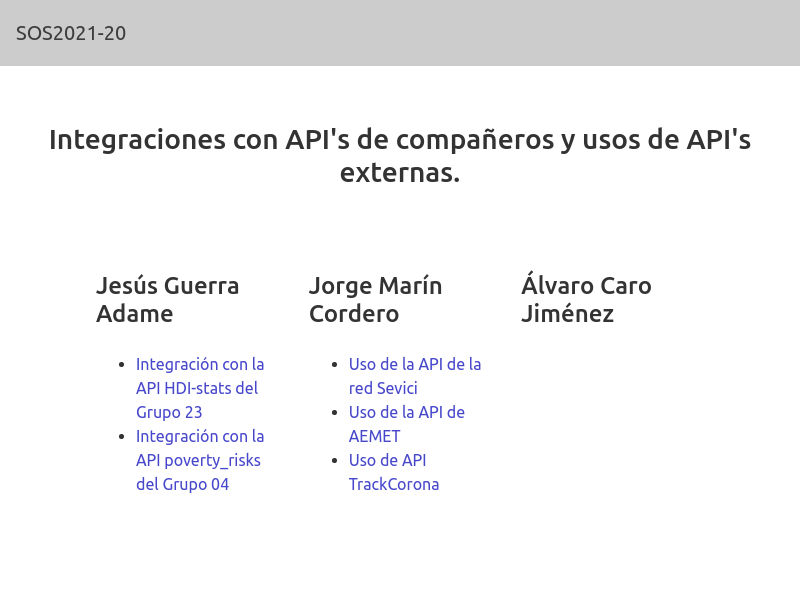 SOS2021-20
Integraciones con API's de compañeros y usos de API's
externas.
Jesús Guerra
Adame
Integración con la
API HDI-stats del
Grupo 23
Integración con la
API poverty_risks
del Grupo 04
Jorge Marín
Cordero
Uso de la API de la
red Sevici
Uso de la API de
AEMET
Uso de API
TrackCorona
Álvaro Caro
Jiménez